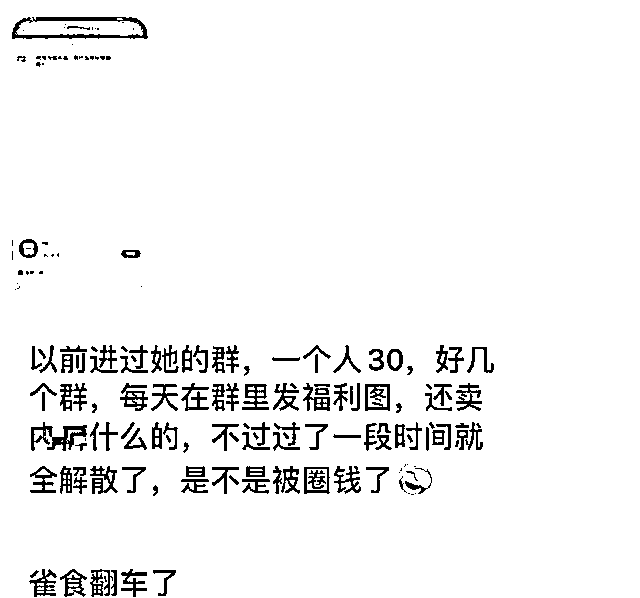 以前进过她的群，一个人30，好几
个群，每天在群里发福利图，还卖
什么的，不过过了一段时间就
全解散了，是不是被圈钱了
雀食翻车了